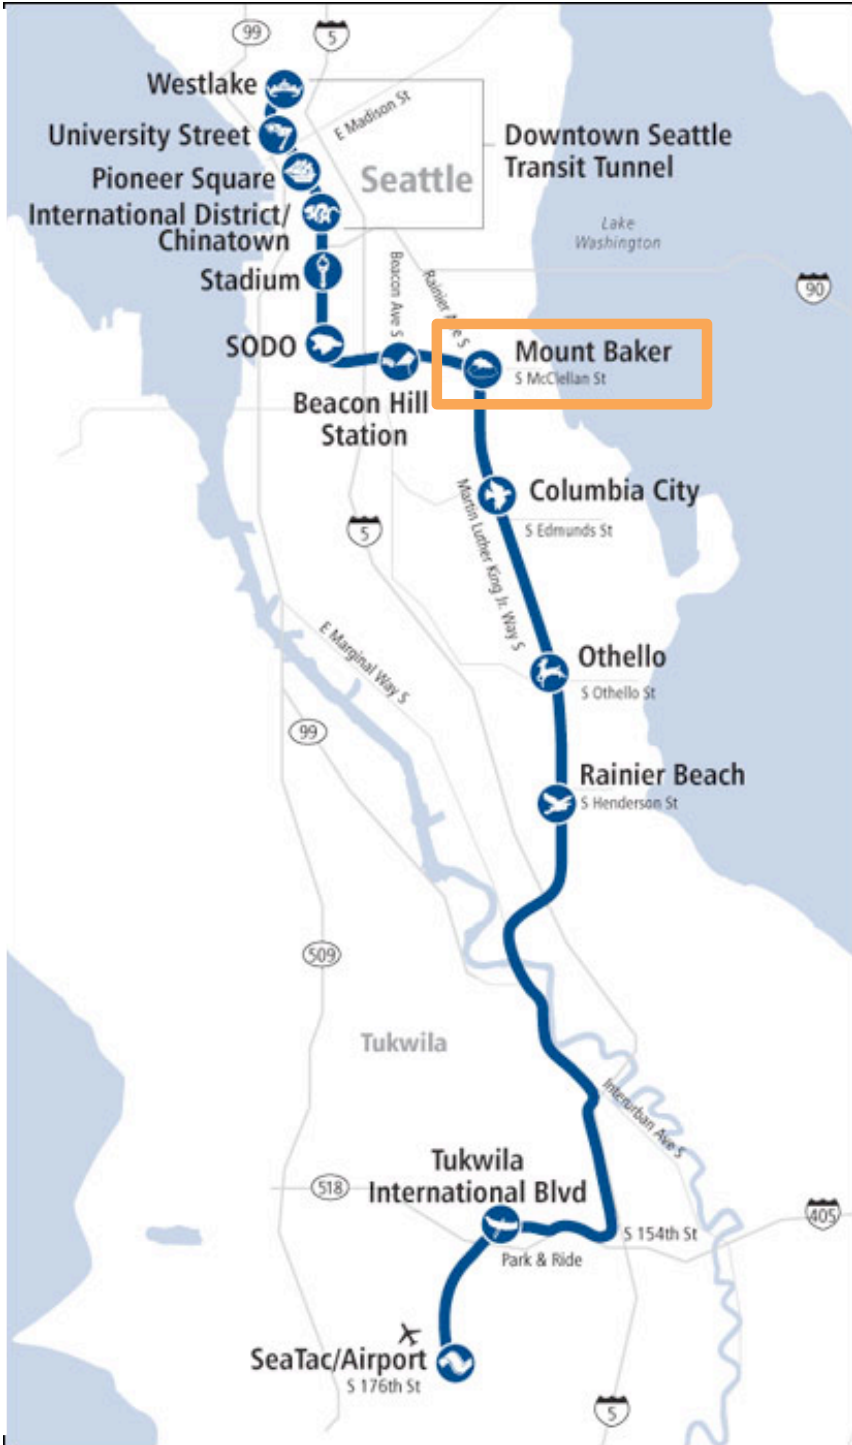 99
5
Westlake
E Madison St
University Street
Downtown Seattle
Transit Tunnel
Pioneer Square
Seattle
International District/
Chinatown
Lake
Washington
Stadium
Beacon Ave S
Rainier Ave S
90
SODO
Mount Baker
S McClellan St
Beacon Hill
Station
Columbia City
S Edmunds St
5
Martin Luther King Jr. Way S
E Marginal Way S
Othello
S Othello St
99
Rainier Beach
S Henderson St
509
Tukwila
Interurban Ave S
Tukwila
International Blvd
518
405
S 154th St
Park & Ride
SeaTac/Airport
S 176th St
5